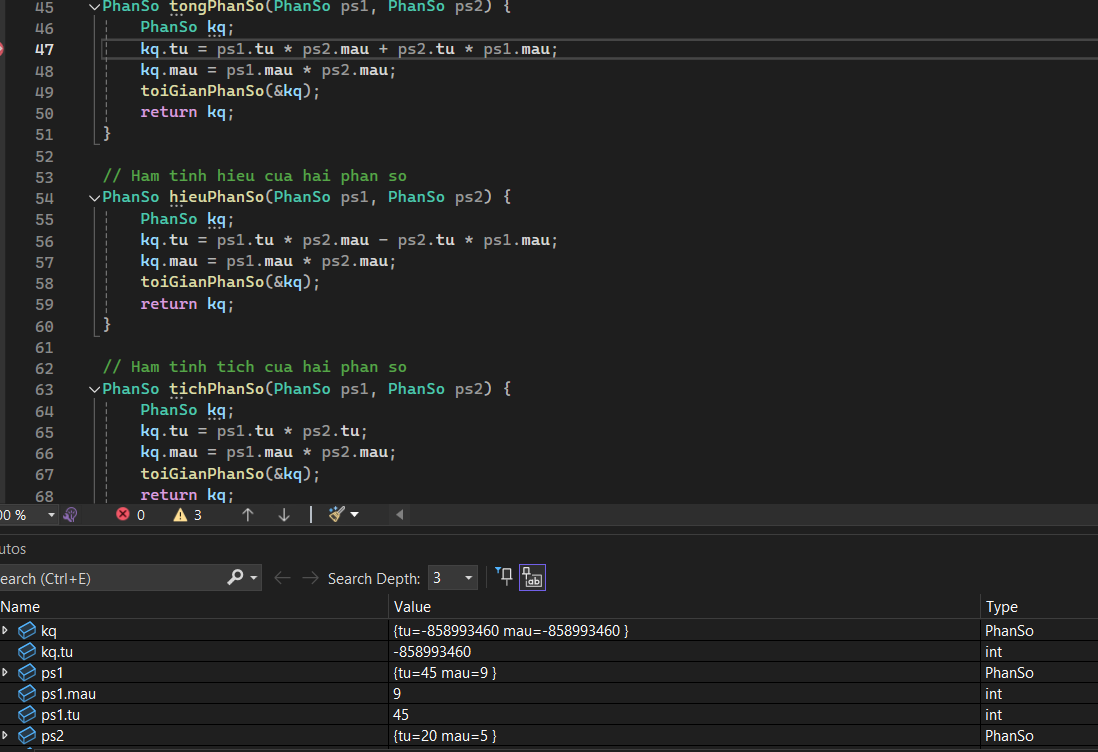 45 PhanSo tongPhanSo(PhanSo ps1, PhanSo ps2) {
46 PhanSo kq;
47 kq.tu = ps1.tu * ps2.mau + ps2.tu * ps1.mau;
48 kq.mau = ps1.mau * ps2.mau;
49 toiGianPhanSo(&kq);
50 return kq;
51 }
52
53 // Ham tinh hieu cua hai phan so
54 PhanSo hieuPhanSo(PhanSo ps1, PhanSo ps2) {
55 PhanSo kq;
56 kq.tu = ps1.tu * ps2.mau - ps2.tu * ps1.mau;
57 kq.mau = ps1.mau * ps2.mau;
58 toiGianPhanSo(&kq);
59 return kq;
60 }
61
62 // Ham tinh tich cua hai phan so
63 PhanSo tichPhanSo(PhanSo ps1, PhanSo ps2) {
64 PhanSo kq;
65 kq.tu = ps1.tu * ps2.tu;
66 kq.mau = ps1.mau * ps2.mau;
67 toiGianPhanSo(&kq);
68 return kq;
00 % 0 3
utos
earch (Ctrl+E) Search Depth: 3
Name Value Type
kq {tu=-858993460 mau=-858993460 } PhanSo
kq.tu -858993460 int
ps1 {tu=45 mau=9 } PhanSo
ps1.mau 9 int
ps1.tu 45 int
ps2 {tu=20 mau=5 } PhanSo